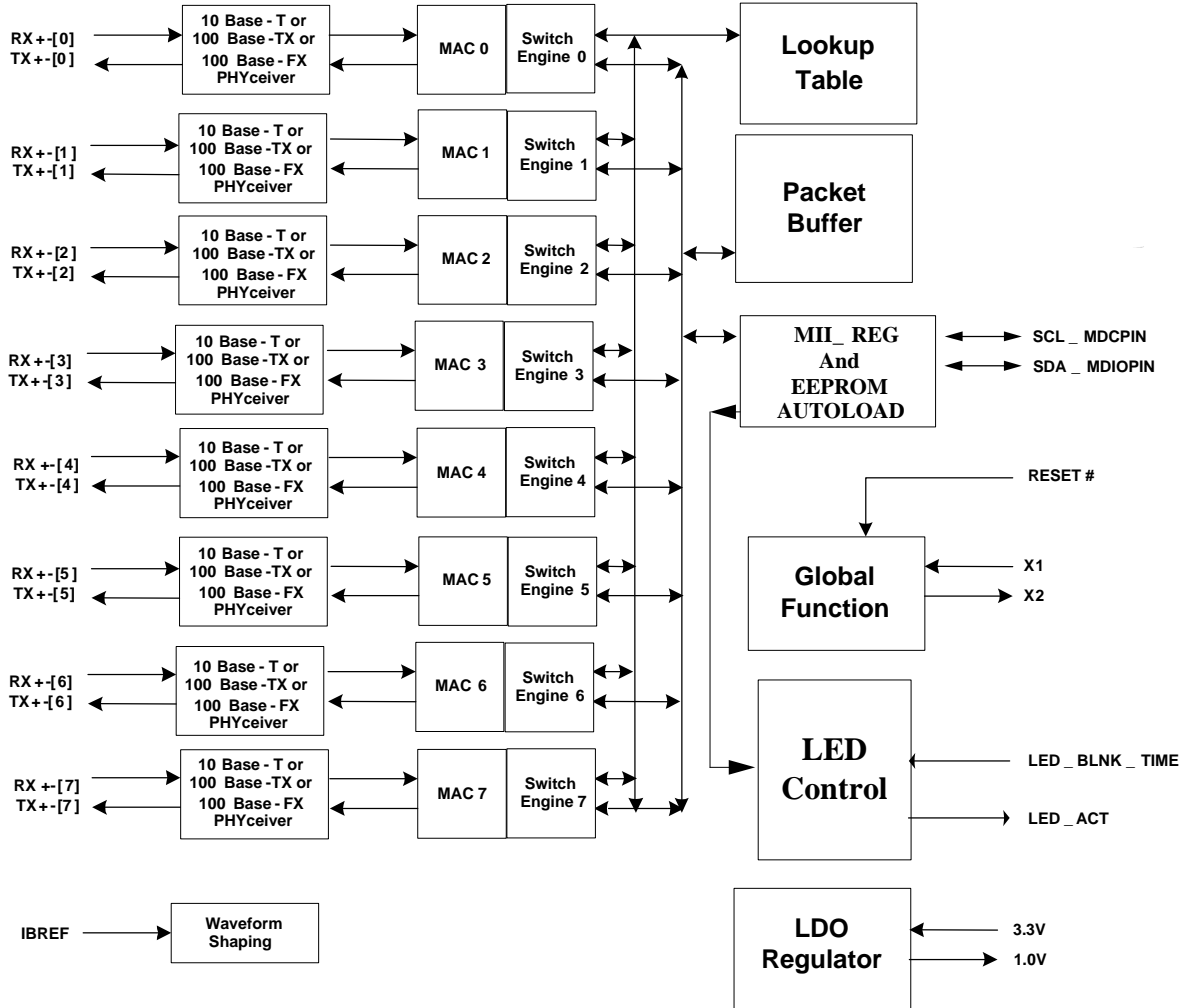 RX +-[0]
TX +-[0]
10 Base - T or
100 Base -TX or
100 Base - FX
PHYceiver
MAC 0
Switch
Engine 0
Lookup
Table
RX +-[1]
TX +-[1]
10 Base - T or
100 Base -TX or
100 Base - FX
PHYceiver
MAC 1
Switch
Engine 1
Packet
Buffer
RX +-[2]
TX +-[2]
10 Base - T or
100 Base -TX or
100 Base - FX
PHYceiver
MAC 2
Switch
Engine 2
RX +-[3]
TX +-[3]
10 Base - T or
100 Base -TX or
100 Base - FX
PHYceiver
MAC 3
Switch
Engine 3
MII_ REG
And
EEPROM
AUTOLOAD
SCL _ MDCPIN
SDA _ MDIOPIN
RX +-[4]
TX +-[4]
10 Base - T or
100 Base -TX or
100 Base - FX
PHYceiver
MAC 4
Switch
Engine 4
RESET #
RX +-[5]
TX +-[5]
10 Base - T or
100 Base -TX or
100 Base - FX
PHYceiver
MAC 5
Switch
Engine 5
Global
Function
X1
X2
RX +-[6]
TX +-[6]
10 Base - T or
100 Base -TX or
100 Base - FX
PHYceiver
MAC 6
Switch
Engine 6
RX +-[7]
TX +-[7]
10 Base - T or
100 Base -TX or
100 Base - FX
PHYceiver
MAC 7
Switch
Engine 7
LED
Control
LED _ BLNK _ TIME
LED _ ACT
IBREF
Waveform
Shaping
LDO
Regulator
3.3V
1.0V